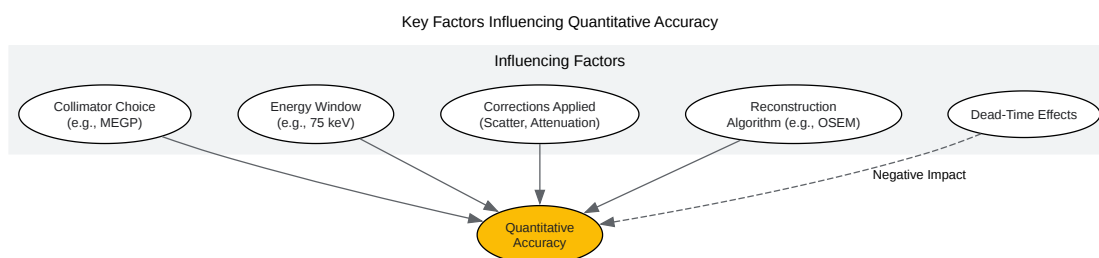 Key Factors Influencing Quantitative Accuracy
Influencing Factors
Collimator Choice
(e.g., MEGP)
Energy Window
(e.g., 75 keV)
Corrections Applied
(Scatter, Attenuation)
Reconstruction
Algorithm (e.g., OSEM)
Dead-Time Effects
Negative Impact
Quantitative
Accuracy